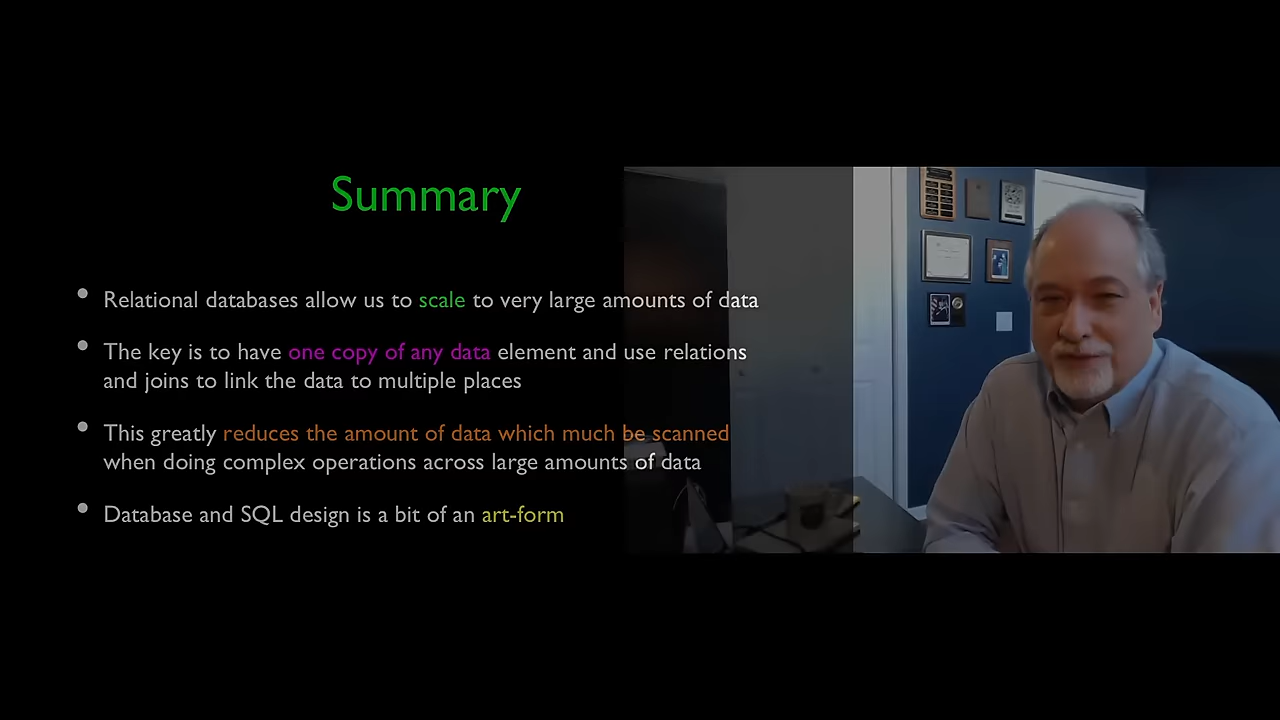 Summary
• Relational databases allow us to scale to very large amounts of data
• The key is to have one copy of any data element and use relations
and joins to link the data to multiple places
• This greatly reduces the amount of data which much be scanned
when doing complex operations across large amounts of data
• Database and SQL design is a bit of an art-form